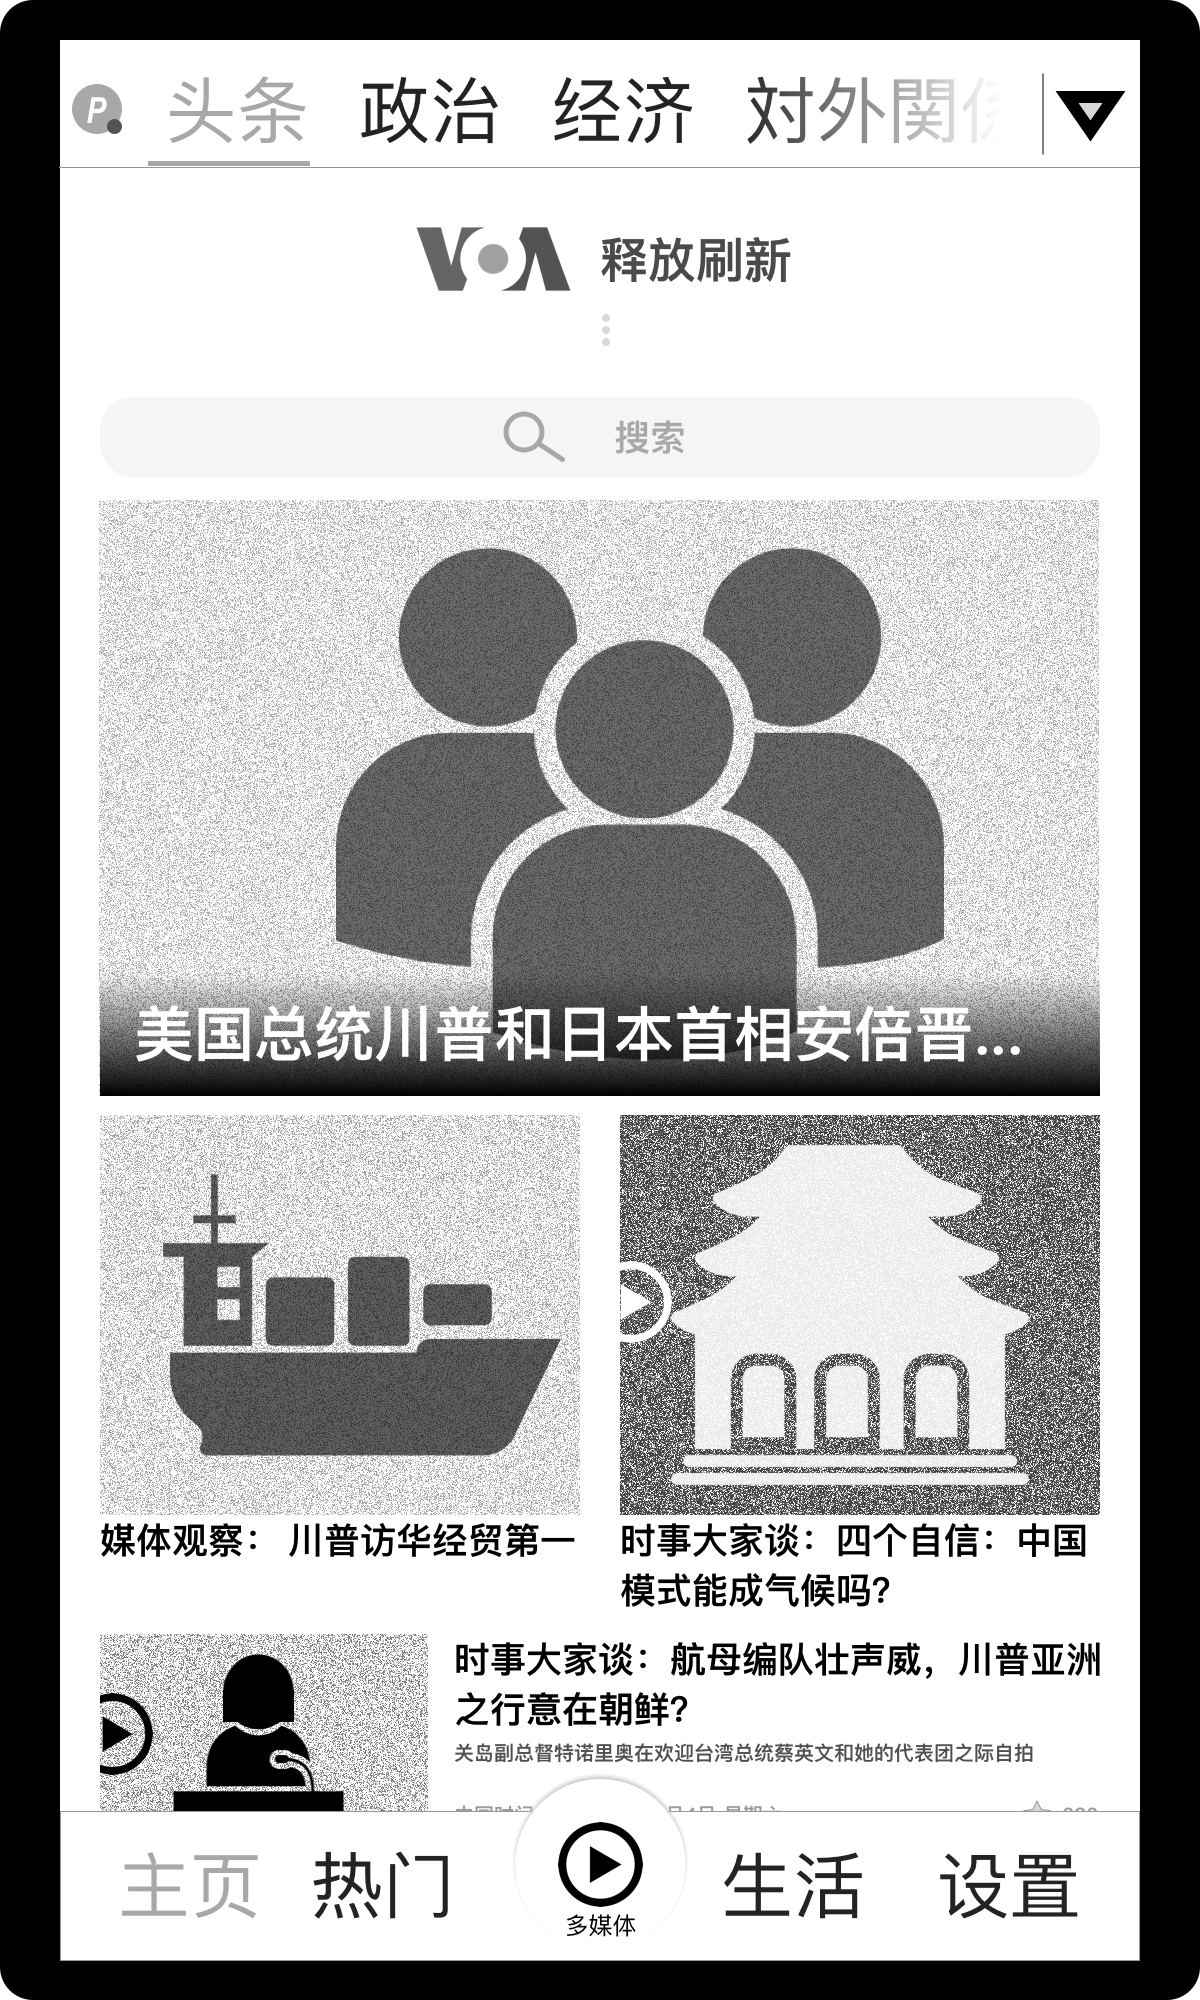 P 头条 政治 经济 対外関係
VOA 释放刷新
搜索
美国总统川普和日本首相安倍晋...
媒体观察： 川普访华经贸第一
时事大家谈：四个自信：中国
模式能成气候吗?
时事大家谈：航母编队壮声威，川普亚洲
之行意在朝鲜?
关岛副总督特诺里奥在欢迎台湾总统蔡英文和她的代表团之际自拍
主页 热门 多媒体 生活 设置